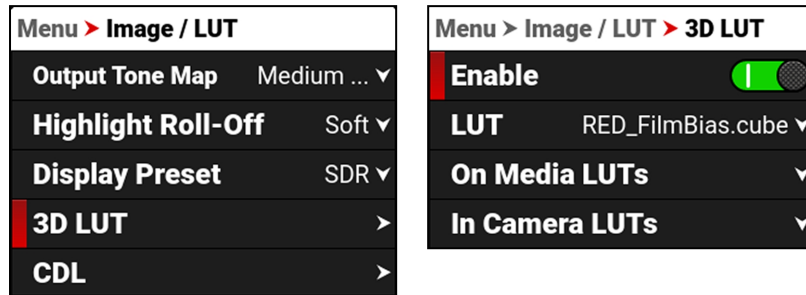 Menu > Image / LUT
Output Tone Map Medium ...
Highlight Roll-Off Soft
Display Preset SDR
3D LUT >
CDL >
Menu > Image / LUT > 3D LUT
Enable
LUT RED_FilmBias.cube
On Media LUTs
In Camera LUTs